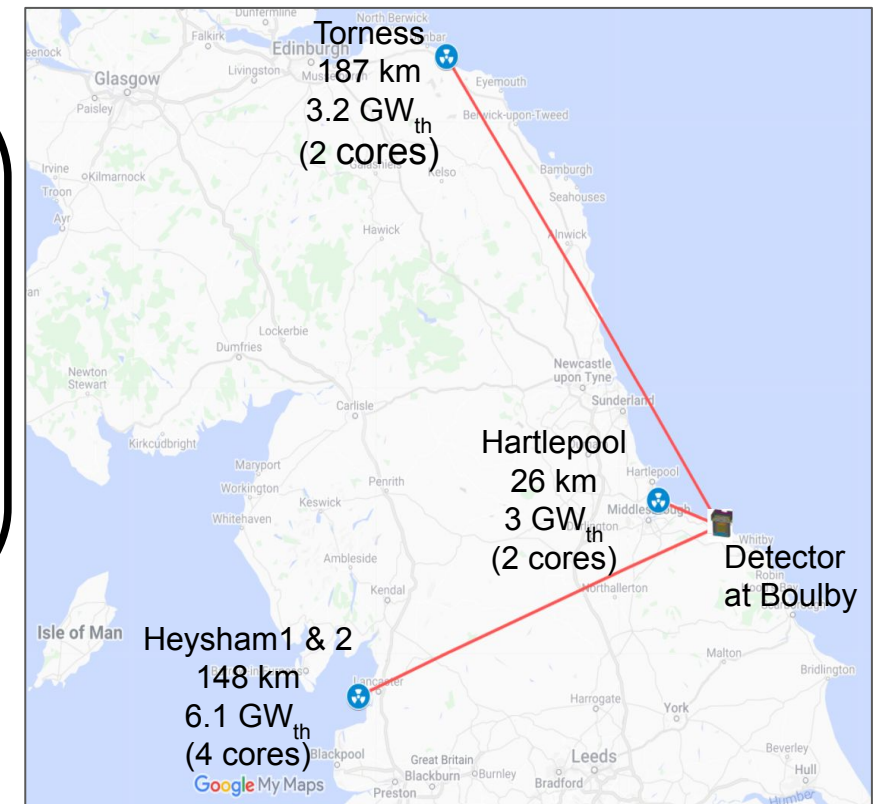 Dunfermline
North Berwick
Falkirk
Torness
Edinburgh
Livingston
187 km
Glasgow
Eyemouth
Paisley
3.2 GWth
Berwick-upon-Tweed
(2 cores)
Kelso
Irvine
Kilmarnock
Troon
Bamburgh
Seahouses
Ayr
Hawick
Alnwick
Lockerbie
Dumfries
Newton
Stewart
Newcastle
upon Tyne
Carlisle
Sunderland
Kirkcudbright
Hartlepool
Maryport
Penrith
26 km
Hartlepool
Workington
Keswick
3 GWth
Whitehaven
(2 cores)
Whitby
Detector
at Boulby
Ambleside
Northallerton
Kendal
Isle of Man
Heysham1 & 2
148 km
Lancaster
Malton
Bridlington
6.1 GWth
Harrogate
York
(4 cores)
Blackpool
Great Britain
Leeds
Beverley
Google My Maps
Blackburn
Burnley
Bradford
Hull
Preston
Humber